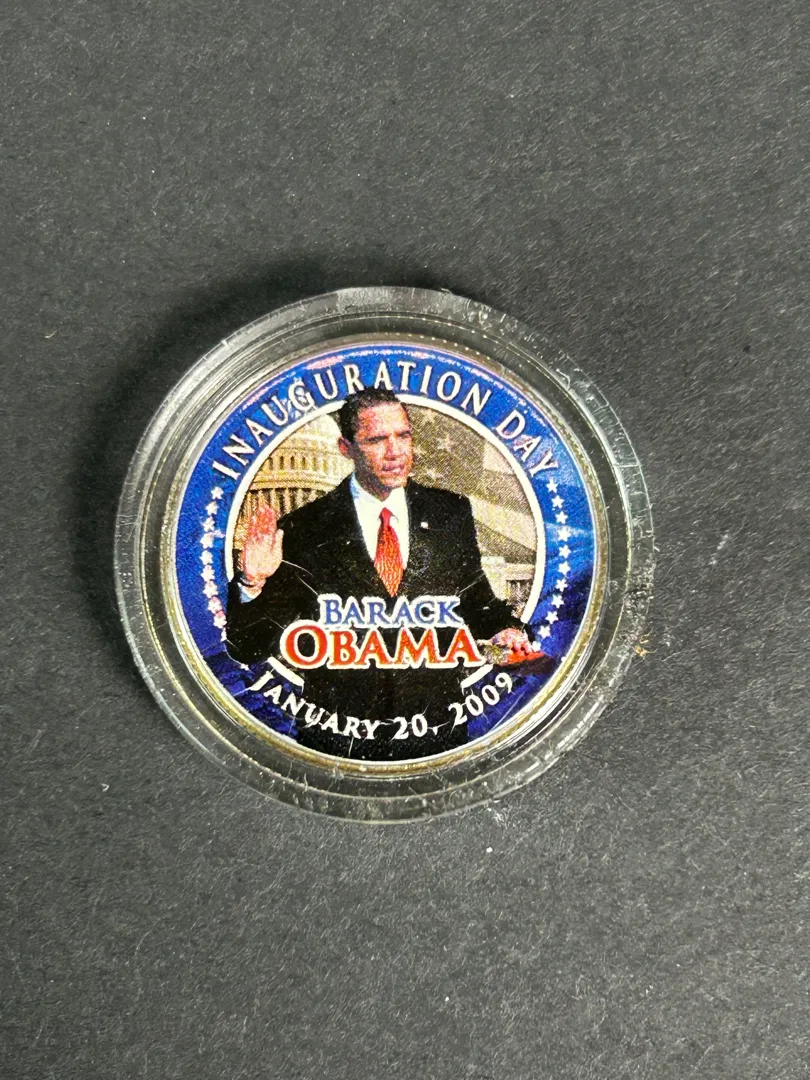 INAUGURATION DAY
BARACK
OBAMA
JANUARY 20, 2009